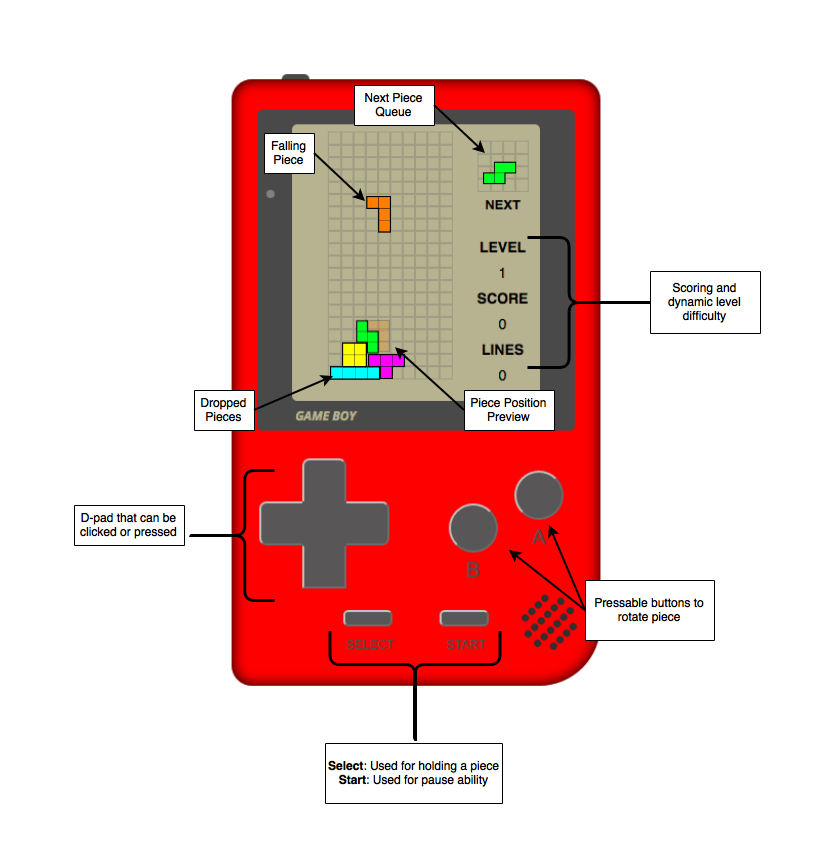 Next Piece
Queue
Falling
Piece
NEXT
LEVEL
1
SCORE
0
LINES
0
Scoring and
dynamic level
difficulty
Dropped
Pieces
Piece Position
Preview
GAME BOY
D-pad that can be
clicked or pressed
A
B
Pressable buttons to
rotate piece
SELECT
START
Select: Used for holding a piece
Start: Used for pause ability